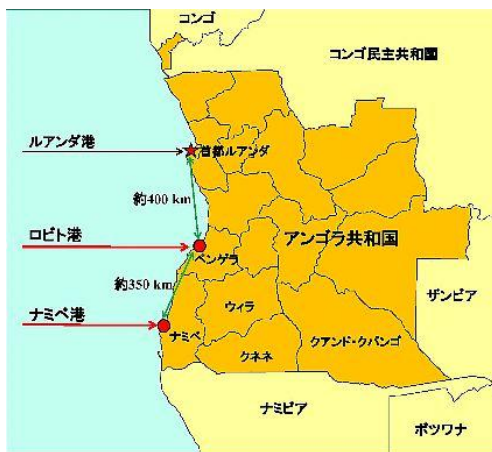 コンゴ
コンゴ民主共和国
ルアンダ港
首都ルアンダ
約400 km
ロビト港
アンゴラ共和国
ベンゲラ
約350 km
ザンビア
ナミベ港
ウィラ
ナミベ
クネネ
クアンド・クバンゴ
ナミビア
ボツワナ